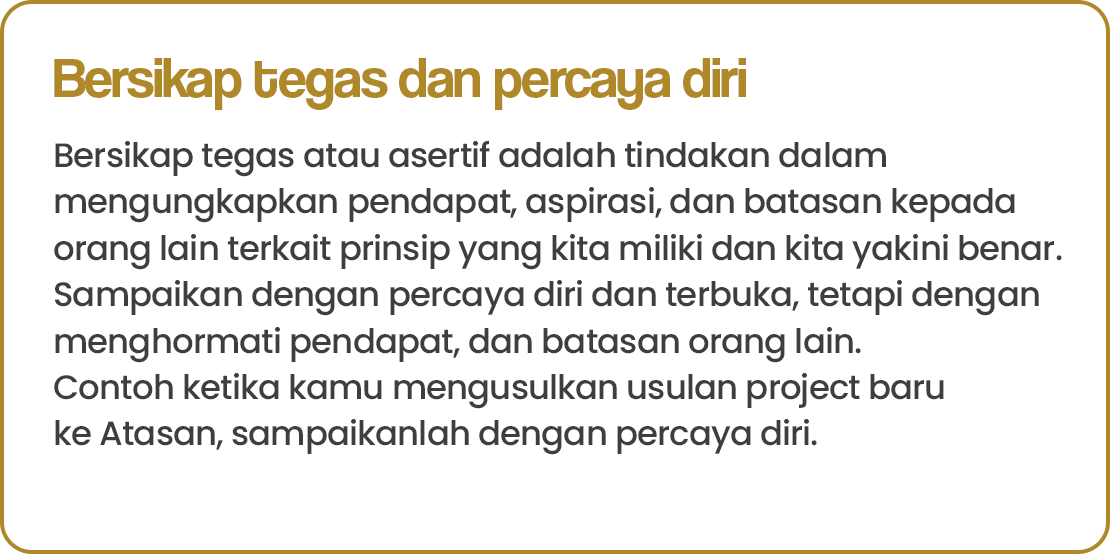 Bersikap tegas dan percaya diri
Bersikap tegas atau asertif adalah tindakan dalam
mengungkapkan pendapat, aspirasi, dan batasan kepada
orang lain terkait prinsip yang kita miliki dan kita yakini benar.
Sampaikan dengan percaya diri dan terbuka, tetapi dengan
menghormati pendapat, dan batasan orang lain.
Contoh ketika kamu mengusulkan usulan project baru
ke Atasan, sampaikanlah dengan percaya diri.